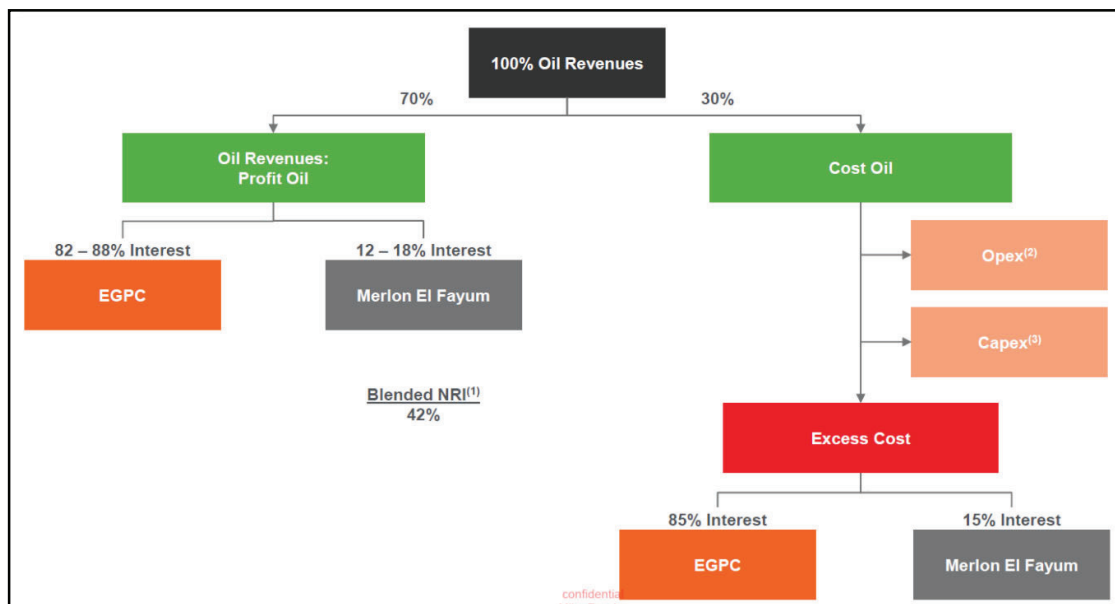 100% Oil Revenues
70%
30%
Oil Revenues:
Profit Oil
Cost Oil
82 – 88% Interest
12 – 18% Interest
EGPC
Merlon El Fayum
Opex(2)
Capex(3)
Blended NRI(1)
42%
Excess Cost
85% Interest
15% Interest
EGPC
Merlon El Fayum
confidential